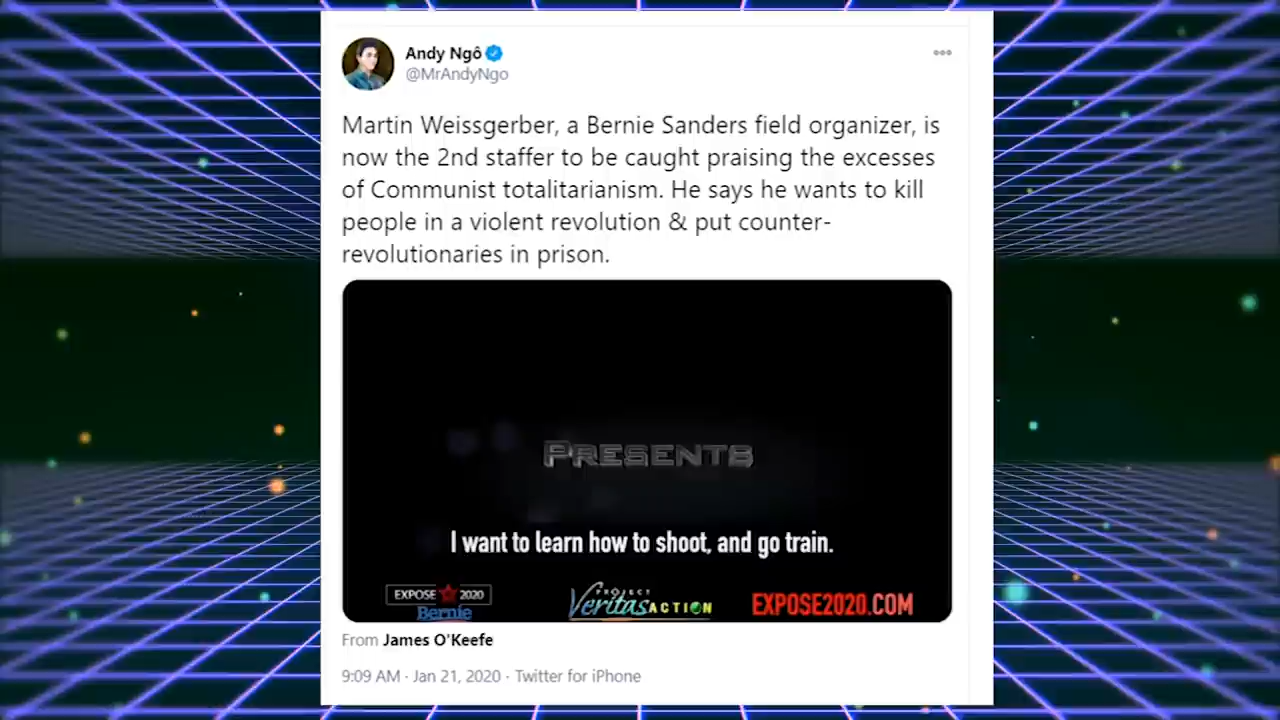 Andy Ngô
@MrAndyNgo
Martin Weissgerber, a Bernie Sanders field organizer, is
now the 2nd staffer to be caught praising the excesses
of Communist totalitarianism. He says he wants to kill
people in a violent revolution & put counter-
revolutionaries in prison.
PRESENTS
I want to learn how to shoot, and go train.
EXPOSE 2020
Bernie
PROJECT
Veritas ACTION
EXPOSE2020.COM
From James O'Keefe
9:09 AM · Jan 21, 2020 · Twitter for iPhone